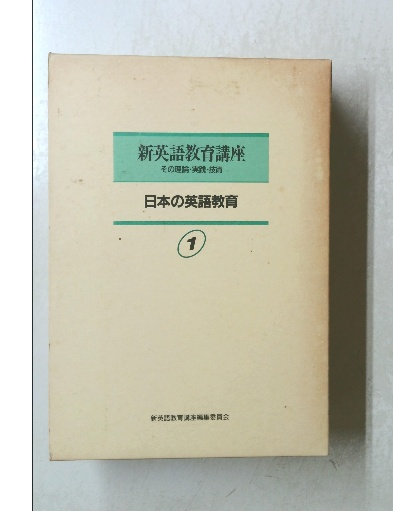 新英語教育講座
その理論・実践・技術
日本の英語教育
1
新英語教育講座編集委員会